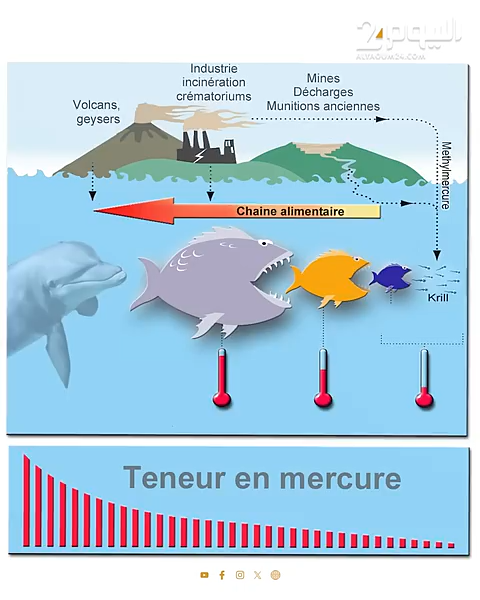 اليوم 24
ALYAOUM24.COM
Industrie
incinération
crématoriums
Mines
Décharges
Munitions anciennes
Volcans,
geysers
Méthylmercure
Chaine alimentaire
Krill
Teneur en mercure